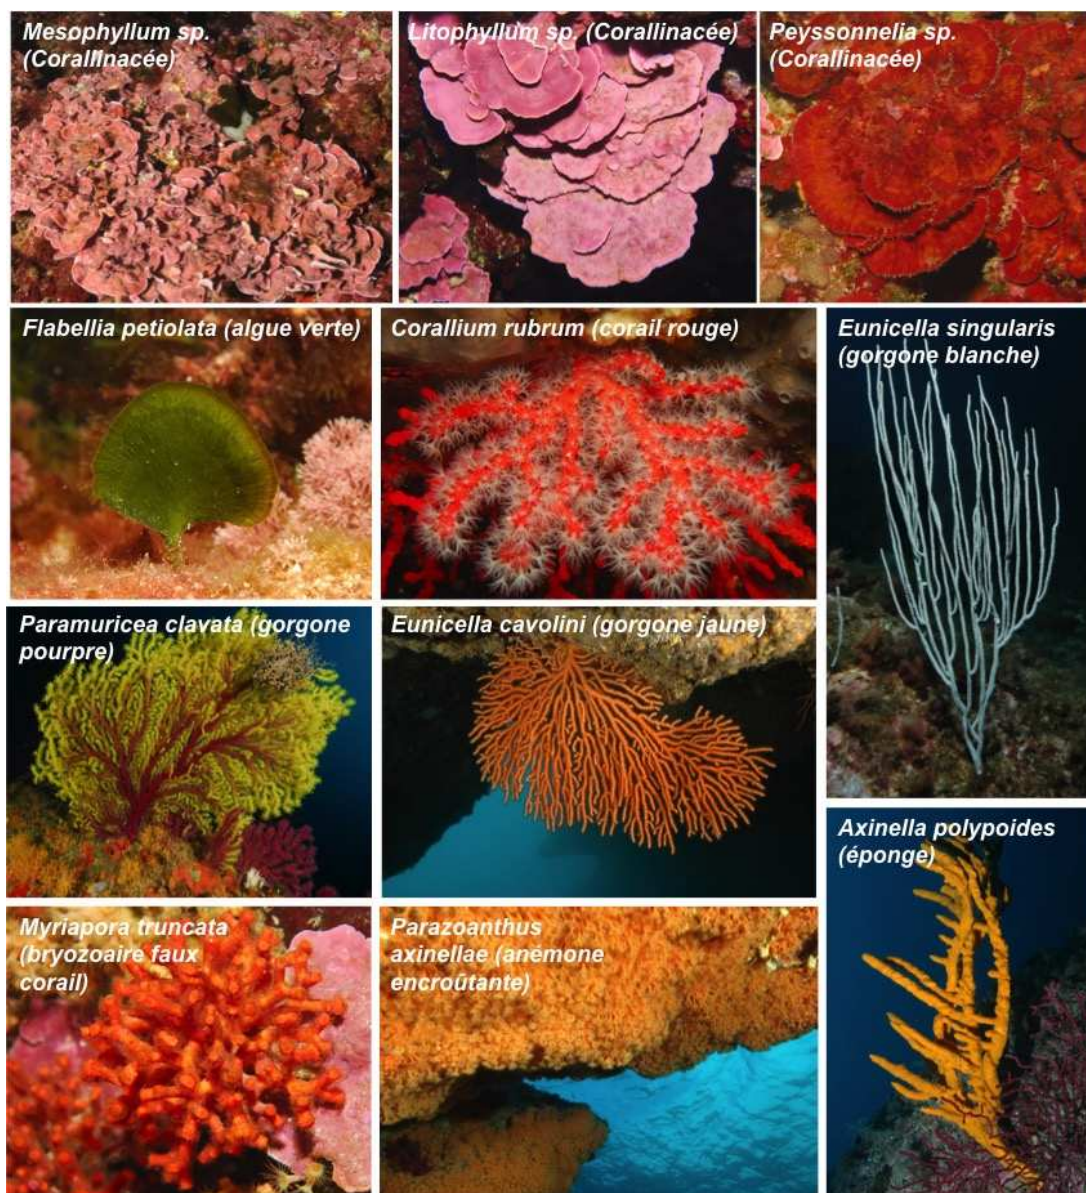 Mesophyllum sp.
(Corallinacée)
Litophyllum sp. (Corallinacée)
Peyssonnelia sp.
(Corallinacée)
Flabellia petiolata (algue verte)
Corallium rubrum (corail rouge)
Eunicella singularis
(gorgone blanche)
Paramuricea clavata (gorgone
pourpre)
Eunicella cavolini (gorgone jaune)
Axinella polypoides
(éponge)
Myriapora truncata
(bryozoaire faux
corail)
Parazoanthus
axinellae (anémone
encroûtante)